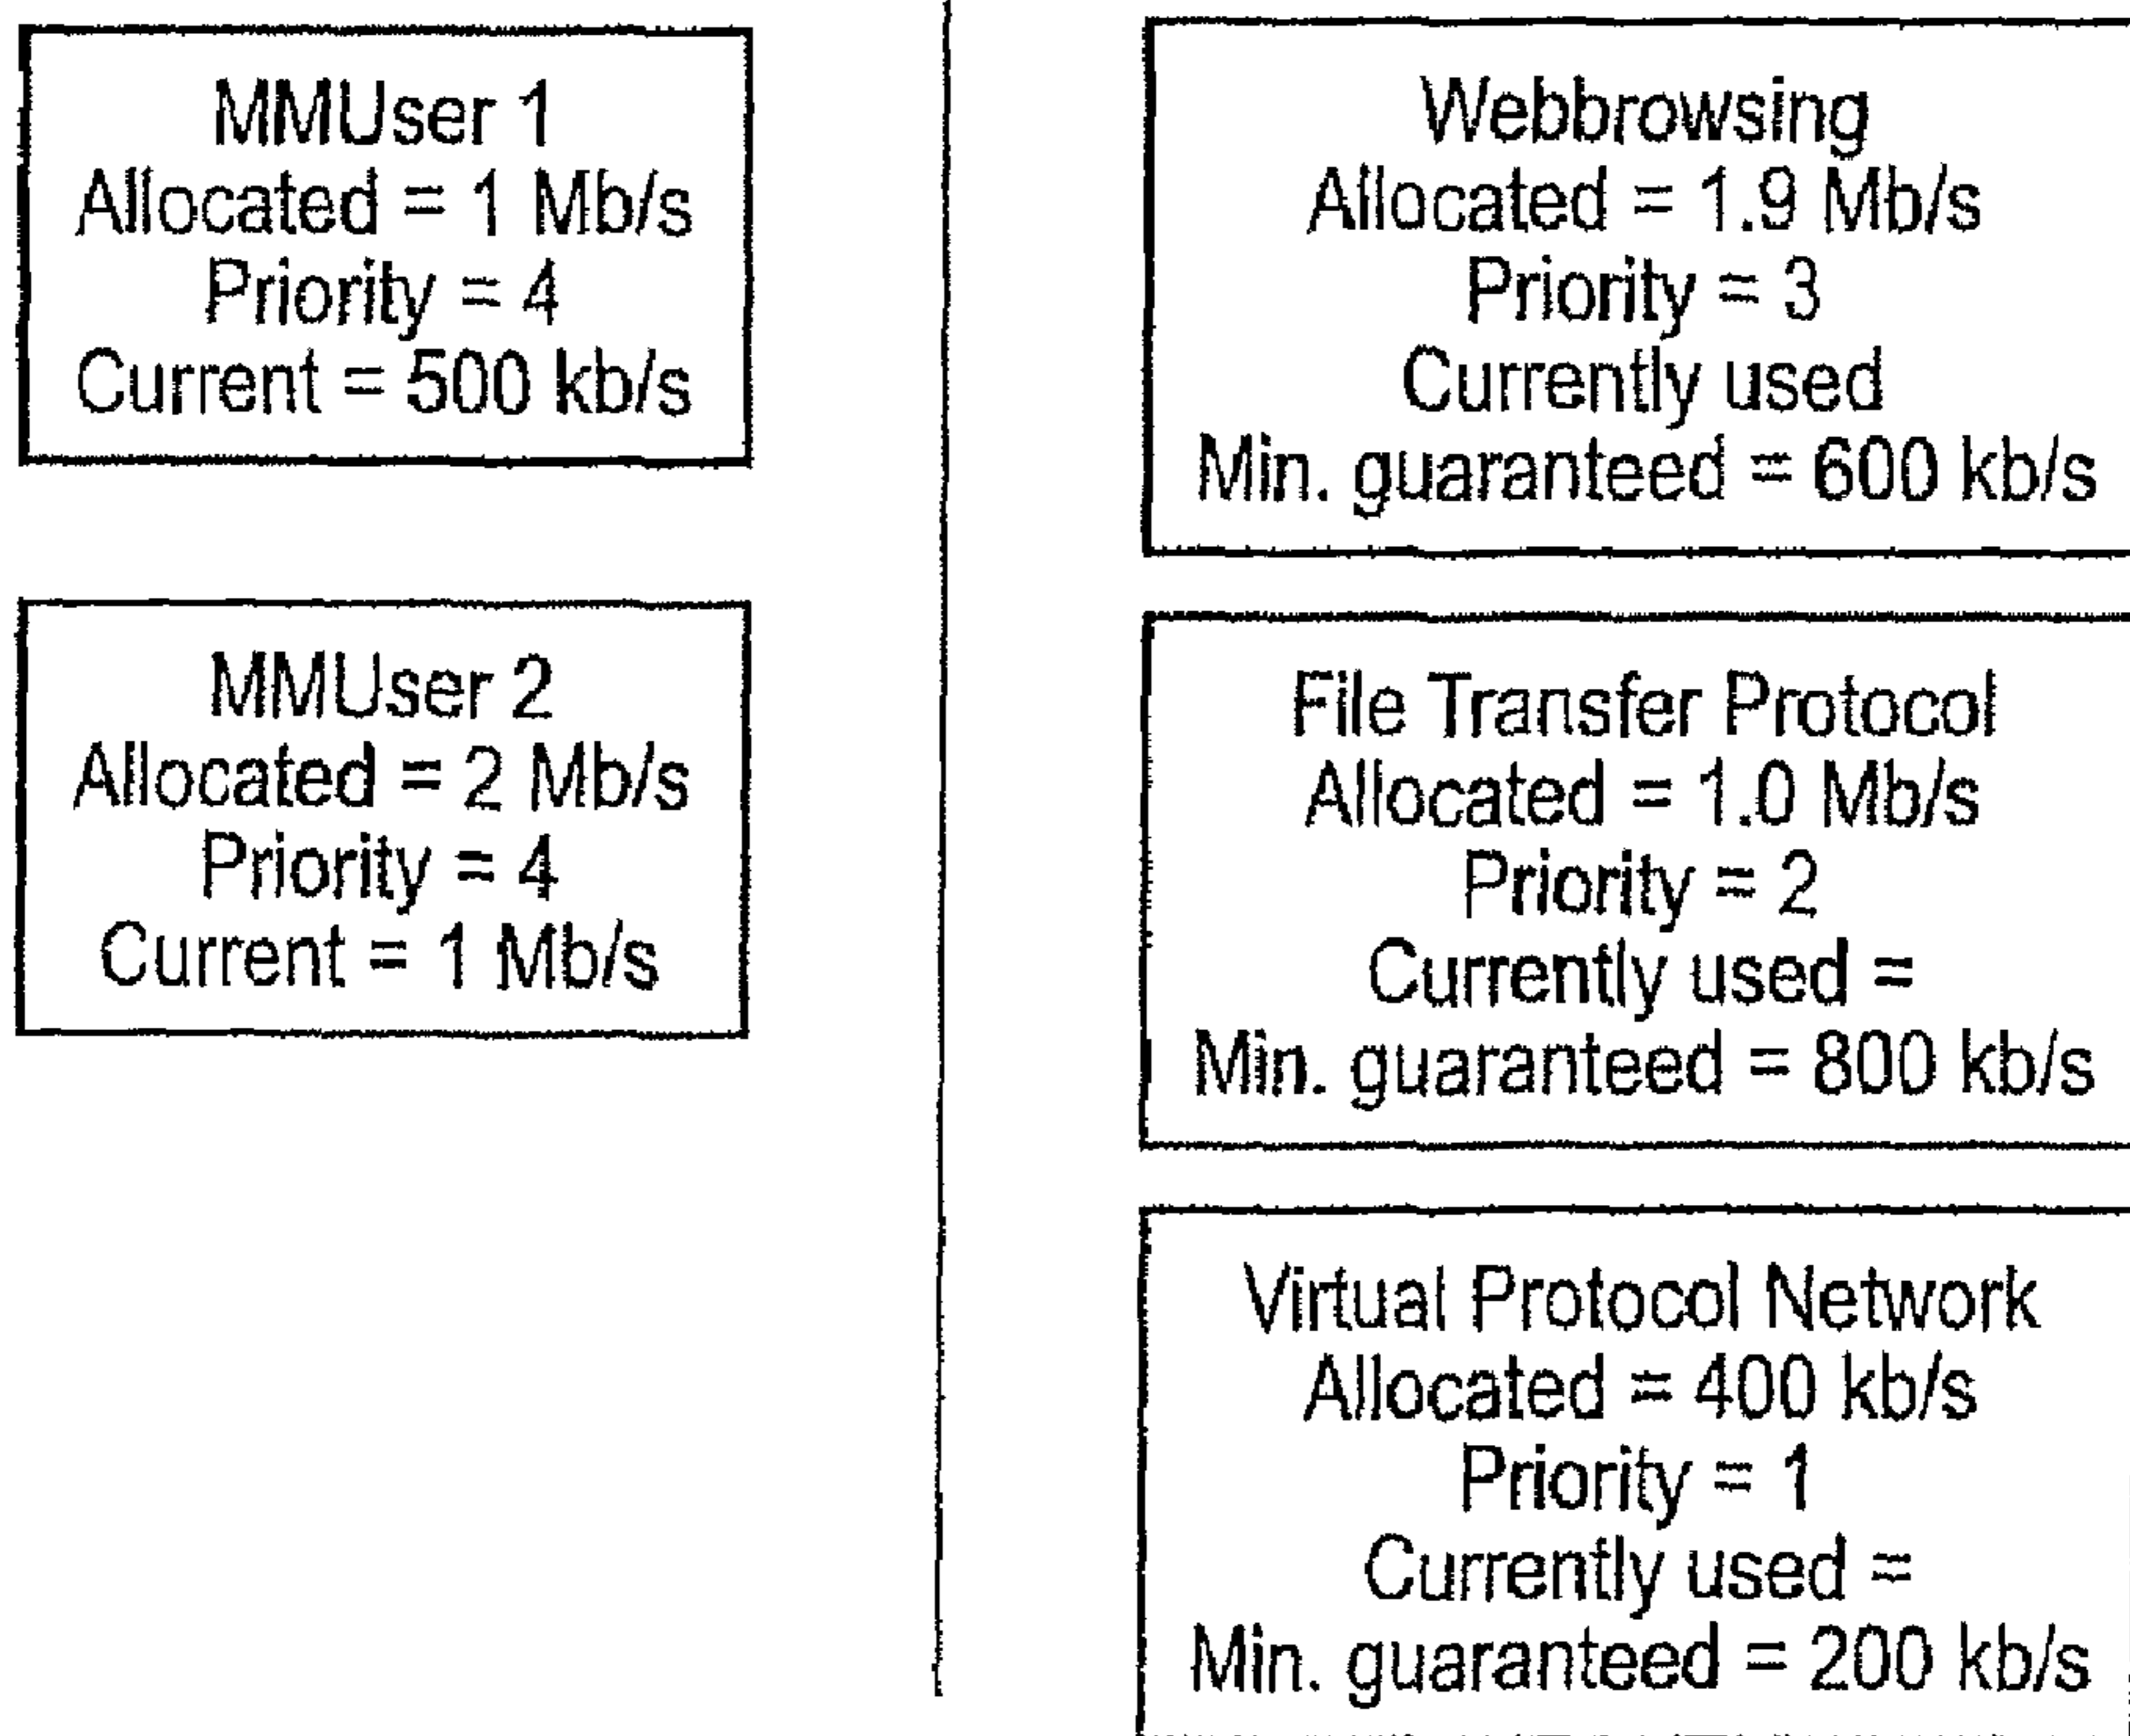 MMUser 1
Allocated = 1 Mb/s
Priority = 4
Current = 500 kb/s
MMUser 2
Allocated = 2 Mb/s
Priority = 4
Current = 1 Mb/s
Webbrowsing
Allocated = 1.9 Mb/s
Priority = 3
Currently used
Min. guaranteed = 600 kb/s
File Transfer Protocol
Allocated = 1.0 Mb/s
Priority = 2
Currently used =
Min. guaranteed = 800 kb/s
Virtual Protocol Network
Allocated = 400 kb/s
Priority = 1
Currently used =
Min. guaranteed = 200 kb/s